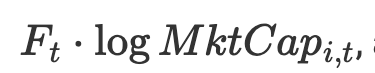 F_t · log MktCap_{i,t},